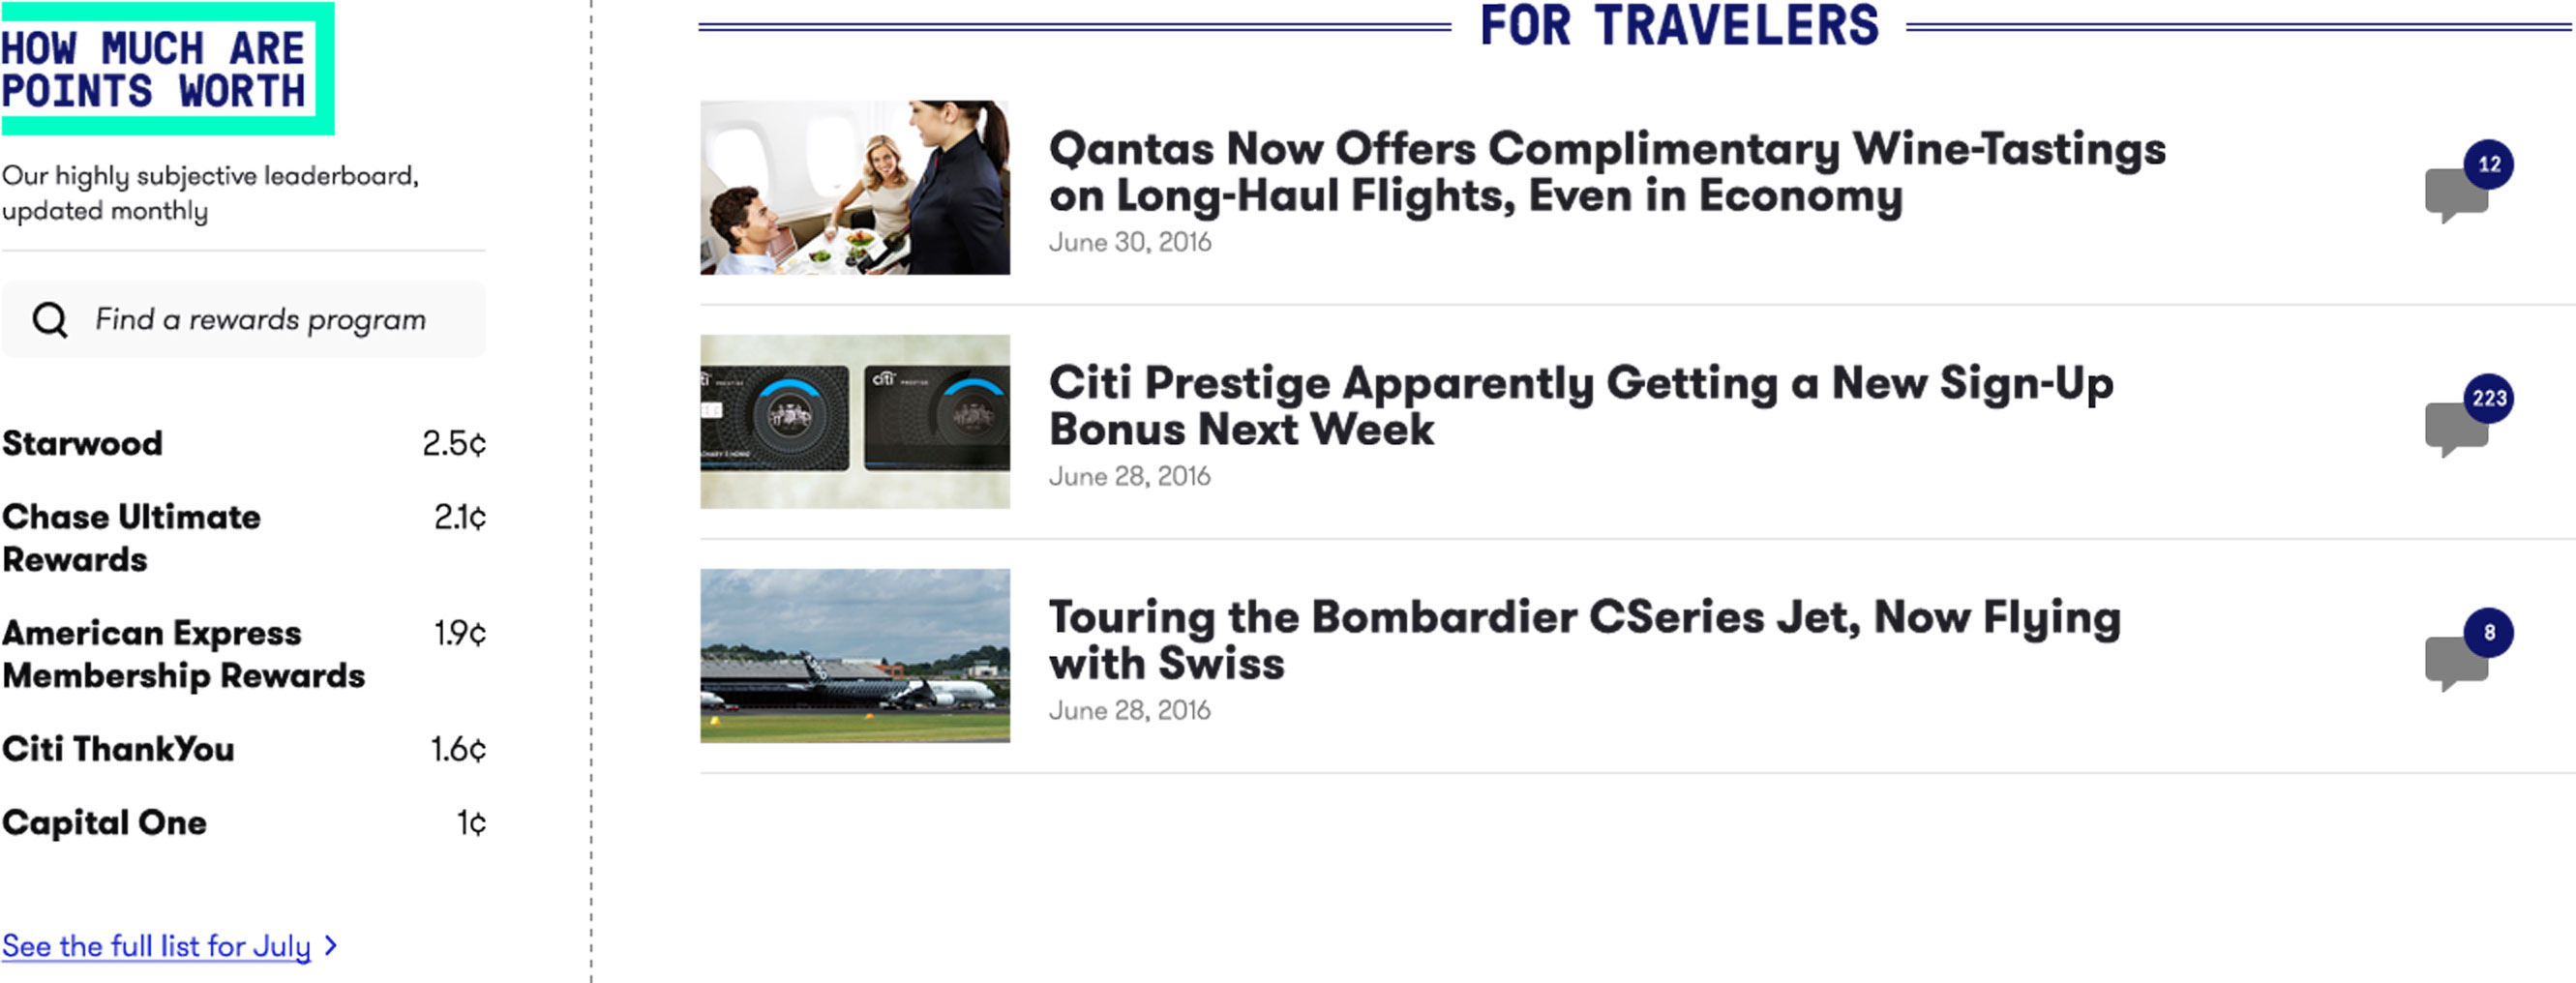 HOW MUCH ARE
POINTS WORTH
Our highly subjective leaderboard,
updated monthly
Find a rewards program
Starwood 2.5¢
Chase Ultimate 2.1¢
Rewards
American Express 1.9¢
Membership Rewards
Citi ThankYou 1.6¢
Capital One 1¢
See the full list for July >
FOR TRAVELERS
Qantas Now Offers Complimentary Wine-Tastings
on Long-Haul Flights, Even in Economy
June 30, 2016
12
citi PRESTIGE
Citi Prestige Apparently Getting a New Sign-Up
Bonus Next Week
June 28, 2016
223
Touring the Bombardier CSeries Jet, Now Flying
with Swiss
June 28, 2016
8